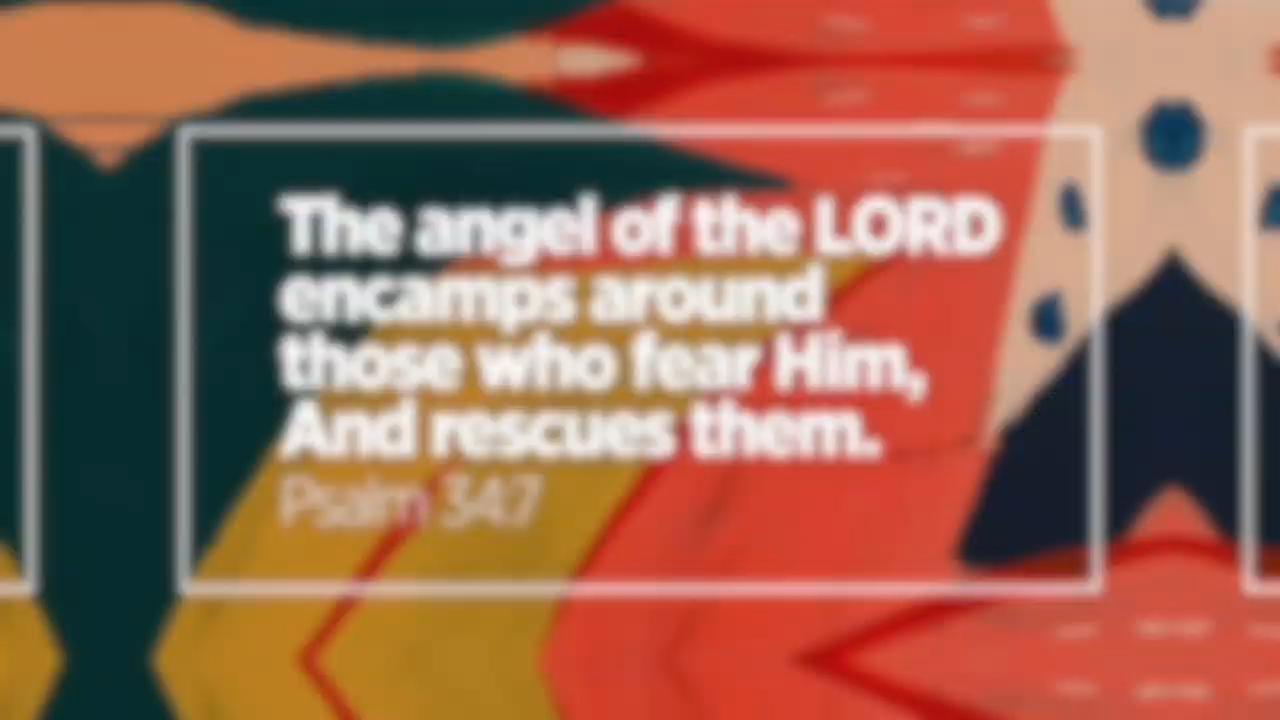 The angel of the LORD
encamps around
those who fear Him,
And rescues them.
Psalm 34:7